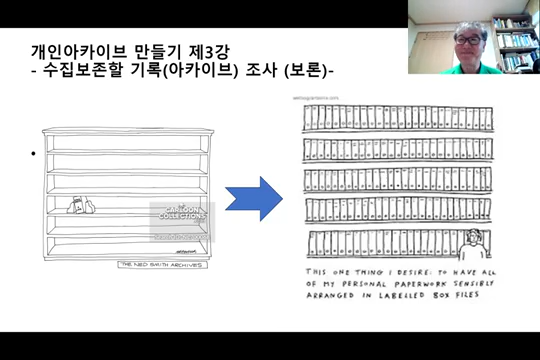 개인아카이브 만들기 제3강
- 수집보존할 기록(아카이브) 조사 (보론)-
CARTOON
COLLECTIONS
THE NED SMITH ARCHIVES
THIS ONE THING I DESIRE: TO HAVE ALL
OF MY PERSONAL PAPERWORK SENSIBLY
ARRANGED IN LABELLED BOX FILES